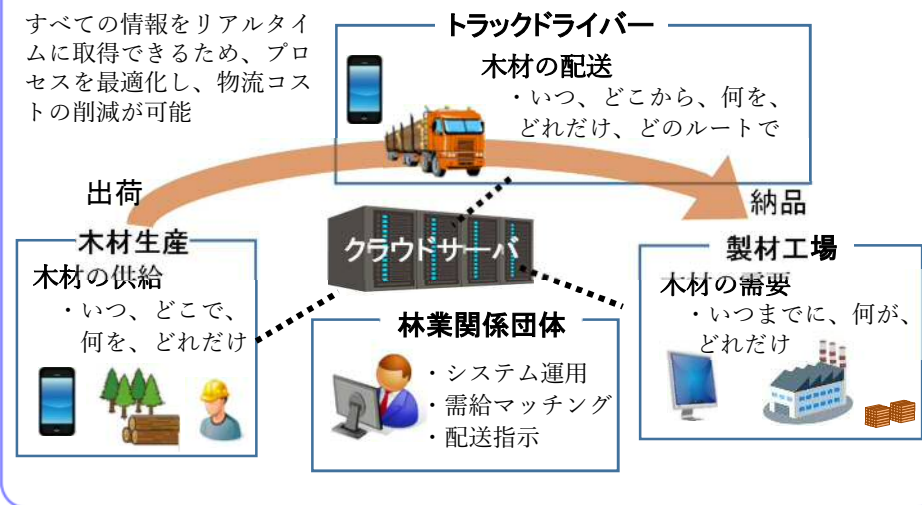 すべての情報をリアルタイ
ムに取得できるため、プロ
セスを最適化し、物流コス
トの削減が可能
トラックドライバー
木材の配送
・いつ、どこから、何を、
どれだけ、どのルートで
出荷
納品
木材生産
木材の供給
・いつ、どこで、
何を、どれだけ
クラウドサーバ
製材工場
木材の需要
・いつまでに、何が、
どれだけ
林業関係団体
・システム運用
・需給マッチング
・配送指示